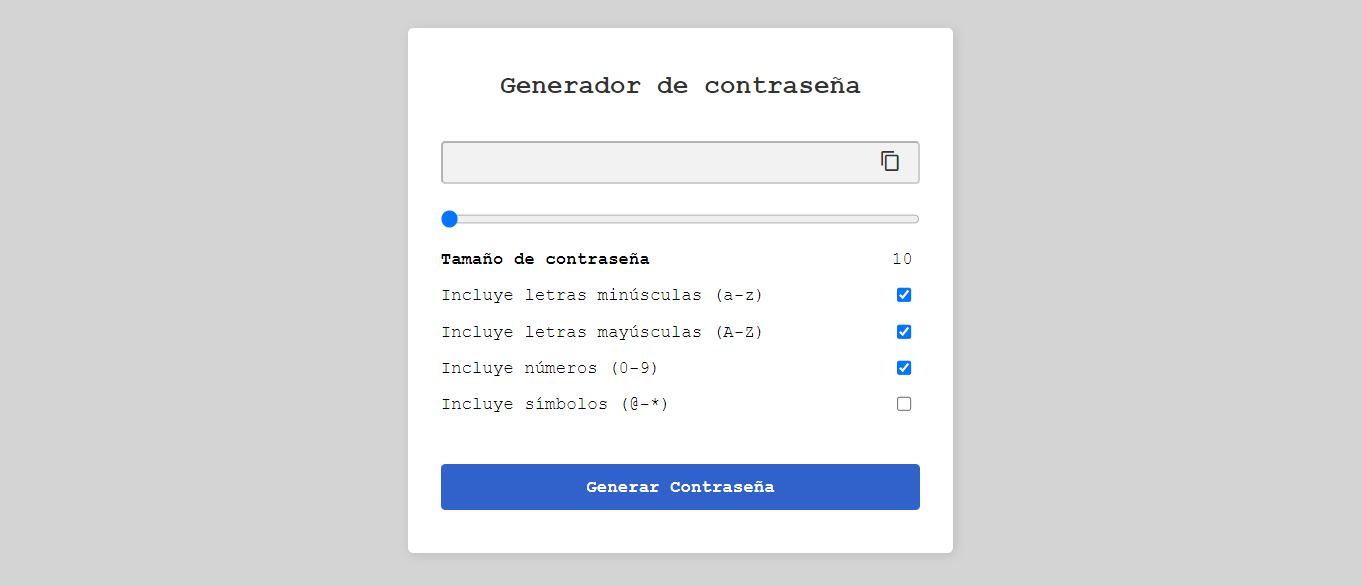 Generador de contraseña
Tamaño de contraseña 10
Incluye letras minúsculas (a-z)
Incluye letras mayúsculas (A-Z)
Incluye números (0-9)
Incluye símbolos (@-*)
Generar Contraseña